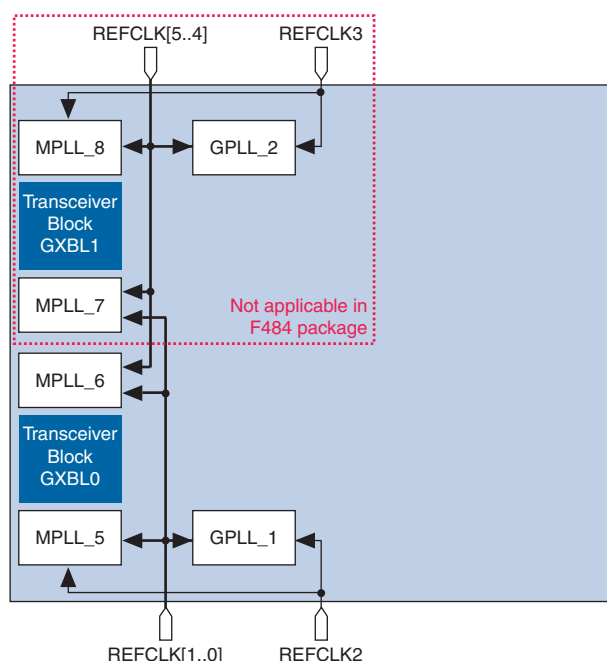 REFCLK[5..4]
REFCLK3
MPLL_8
GPLL_2
Transceiver
Block
GXBL1
MPLL_7
Not applicable in
F484 package
MPLL_6
Transceiver
Block
GXBL0
MPLL_5
GPLL_1
REFCLK[1..0]
REFCLK2